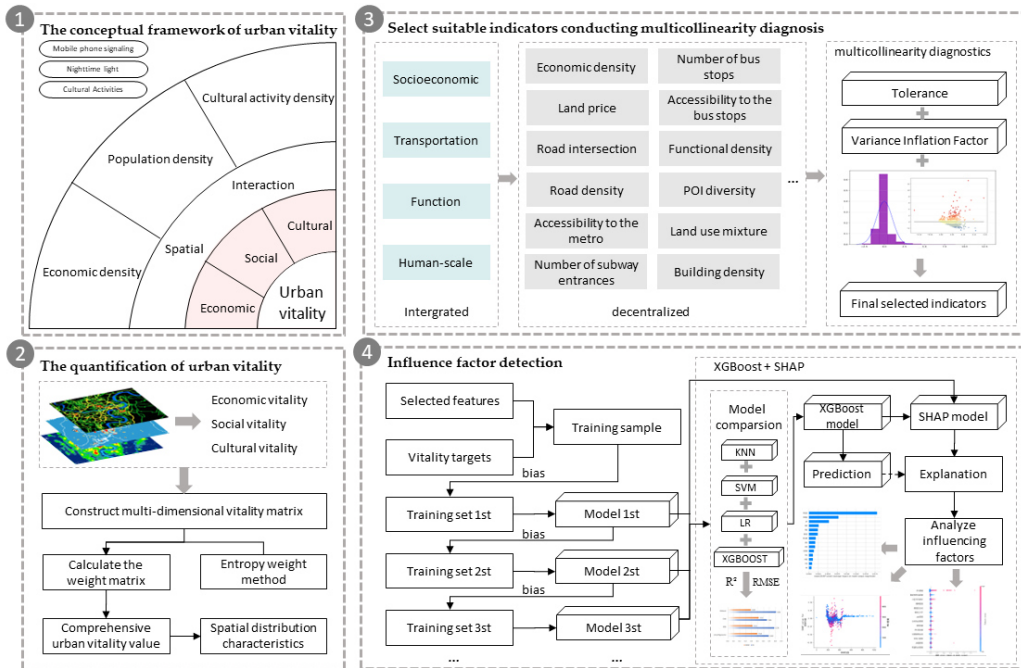 1
The conceptual framework of urban vitality
Mobile phone signaling
Nighttime light
Cultural Activities
Cultural activity density
Population density
Economic density
Interaction
Spatial
Cultural
Social
Economic
Urban
vitality
2
The quantification of urban vitality
Economic vitality
Social vitality
Cultural vitality
Construct multi-dimensional vitality matrix
Calculate the
weight matrix
Entropy weight
method
Comprehensive
urban vitality value
Spatial distribution
characteristics
3
Select suitable indicators conducting multicollinearity diagnosis
Socioeconomic
Transportation
Function
Human-scale
Intergrated
Economic density
Number of bus
stops
Land price
Accessibility to the
bus stops
Road intersection
Functional density
Road density
POI diversity
Accessibility to the
metro
Land use mixture
Number of subway
entrances
Building density
decentralized
...
multicollinearity diagnostics
Tolerance
Variance Inflation Factor
Final selected indicators
4
Influence factor detection
Selected features
Vitality targets
Training sample
bias
Training set 1st
Model 1st
bias
Training set 2st
Model 2st
bias
Training set 3st
Model 3st
...
...
XGBoost + SHAP
Model
comparsion
KNN
SVM
LR
XGBOOST
R² RMSE
XGBoost
model
SHAP model
Prediction
Explanation
Analyze
influencing
factors